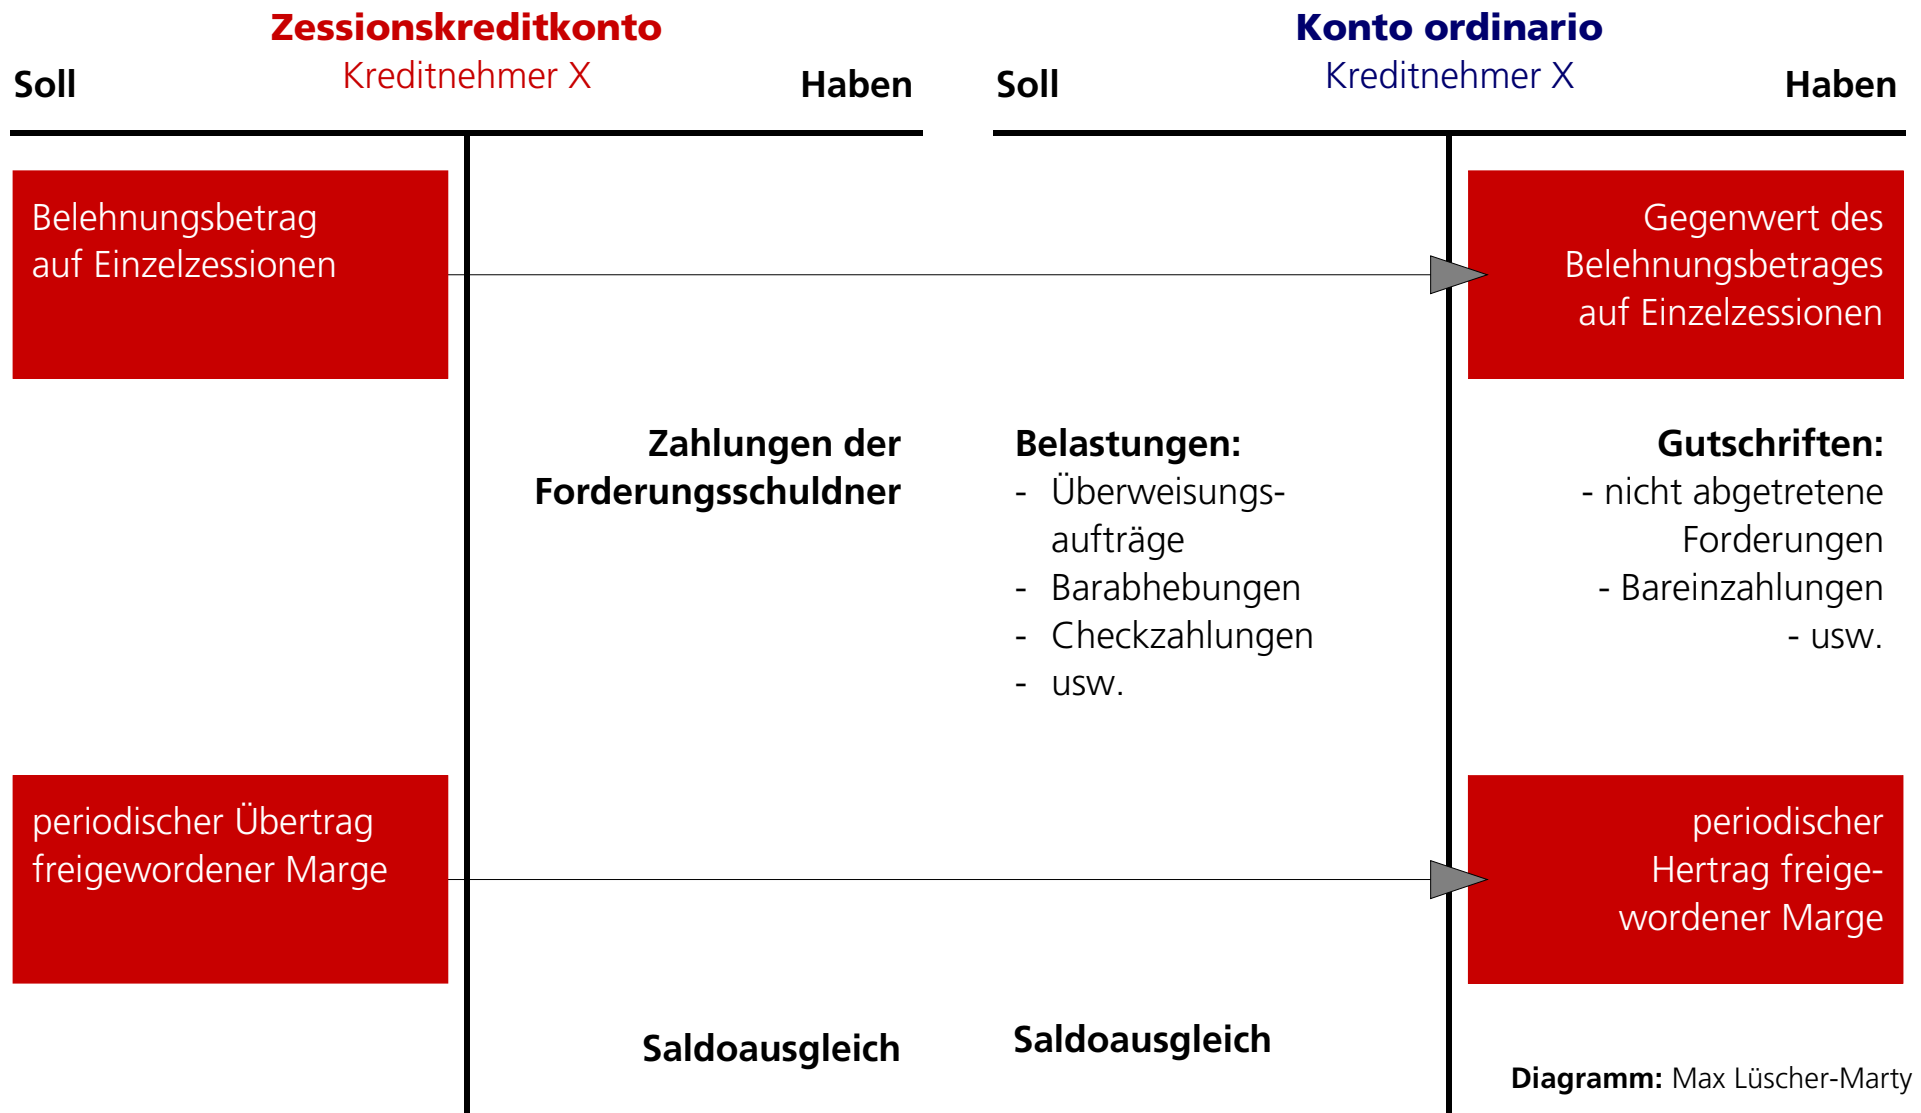 Zessionskreditkonto
Kreditnehmer X
Soll
Haben
Belehnungsbetrag
auf Einzelzessionen
Zahlungen der
Forderungsschuldner
periodischer Übertrag
freigewordener Marge
Saldoausgleich
Konto ordinario
Kreditnehmer X
Soll
Haben
Gegenwert des
Belehnungsbetrages
auf Einzelzessionen
Belastungen:
- Überweisungs-
aufträge
- Barabhebungen
- Checkzahlungen
- usw.
Gutschriften:
- nicht abgetretene
Forderungen
- Bareinzahlungen
- usw.
periodischer
Hertrag freige-
wordener Marge
Saldoausgleich
Diagramm: Max Lüscher-Marty